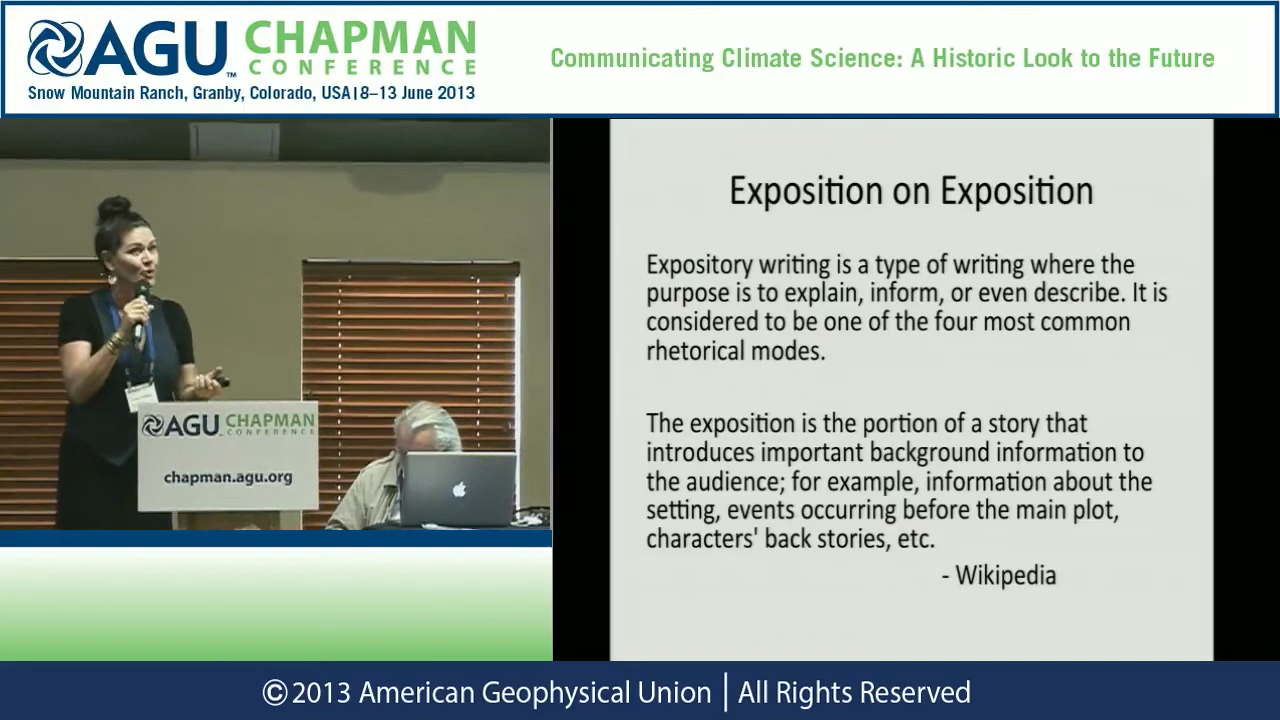 AGU CHAPMAN
CONFERENCE
Snow Mountain Ranch, Granby, Colorado, USA|8–13 June 2013
Communicating Climate Science: A Historic Look to the Future
Exposition on Exposition
Expository writing is a type of writing where the
purpose is to explain, inform, or even describe. It is
considered to be one of the four most common
rhetorical modes.
The exposition is the portion of a story that
introduces important background information to
the audience; for example, information about the
setting, events occurring before the main plot,
characters' back stories, etc.
- Wikipedia
AGU CHAPMAN
CONFERENCE
chapman.agu.org
©2013 American Geophysical Union | All Rights Reserved